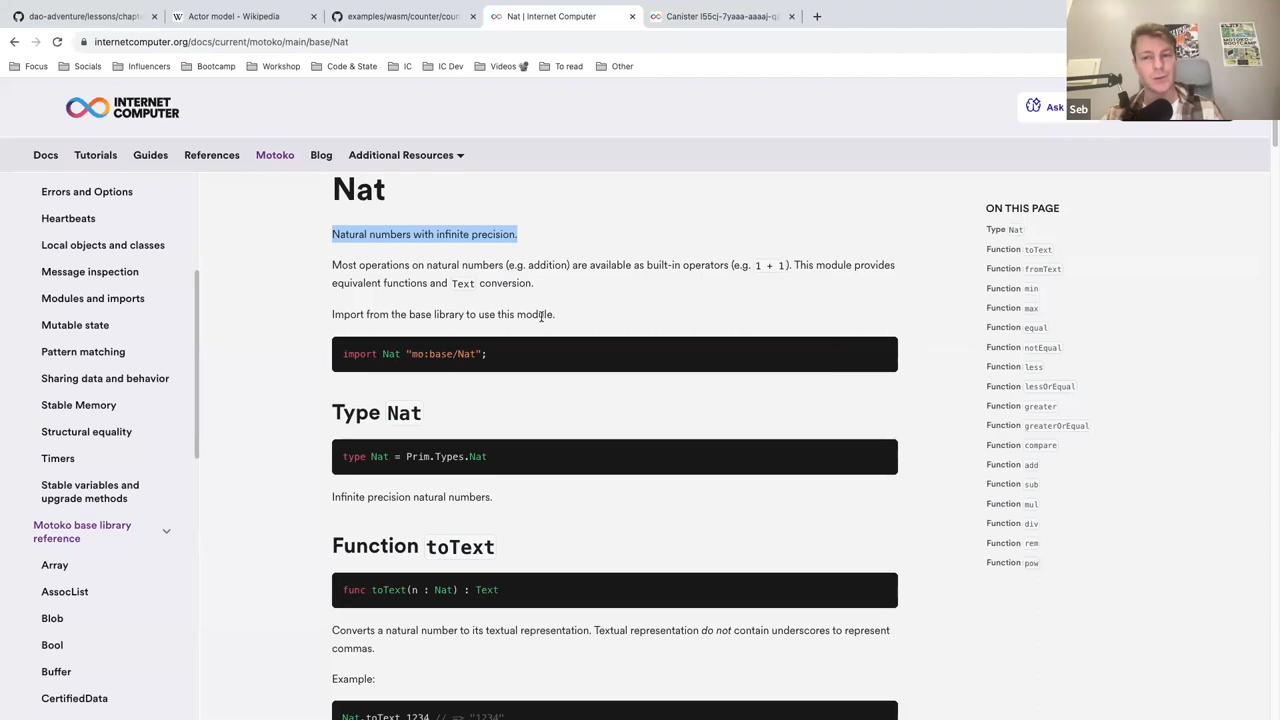 dao-adventure/lessons/chapt
Actor model - Wikipedia
examples/wasm/counter/coun
Nat | Internet Computer
Canister l55cj-7yaaa-aaaaj-q
internetcomputer.org/docs/current/motoko/main/base/Nat
Focus
Socials
Influencers
Bootcamp
Workshop
Code & State
IC
IC Dev
Videos
To read
Other
MOTOKO
BOOTCAMP
Seb
INTERNET
COMPUTER
Ask
Docs
Tutorials
Guides
References
Motoko
Blog
Additional Resources
Errors and Options
Heartbeats
Local objects and classes
Message inspection
Modules and imports
Mutable state
Pattern matching
Sharing data and behavior
Stable Memory
Structural equality
Timers
Stable variables and
upgrade methods
Motoko base library
reference
Array
AssocList
Blob
Bool
Buffer
CertifiedData
Nat
Natural numbers with infinite precision.
Most operations on natural numbers (e.g. addition) are available as built-in operators (e.g. 1 + 1). This module provides
equivalent functions and Text conversion.
Import from the base library to use this module.
import Nat "mo:base/Nat";
Type Nat
type Nat = Prim.Types.Nat
Infinite precision natural numbers.
Function toText
func toText(n : Nat) : Text
Converts a natural number to its textual representation. Textual representation do not contain underscores to represent
commas.
Example:
Nat.toText 1234 // => "1234"
ON THIS PAGE
Type Nat
Function toText
Function fromText
Function min
Function max
Function equal
Function notEqual
Function less
Function lessOrEqual
Function greater
Function greaterOrEqual
Function compare
Function add
Function sub
Function mul
Function div
Function rem
Function pow